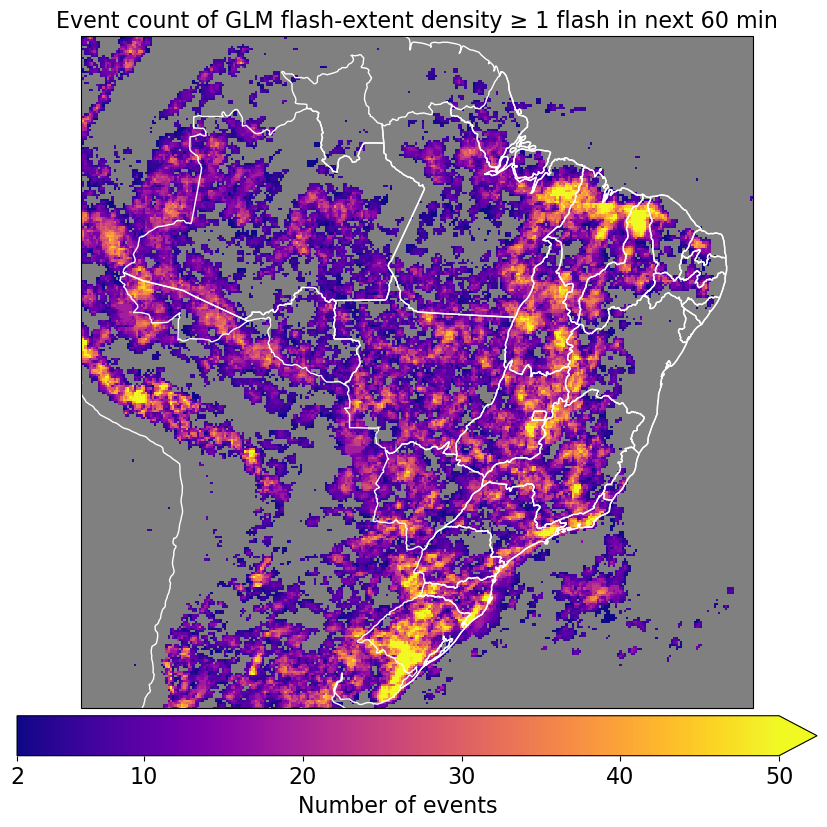 Event count of GLM flash-extent density ≥ 1 flash in next 60 min
2 10 20 30 40 50
Number of events